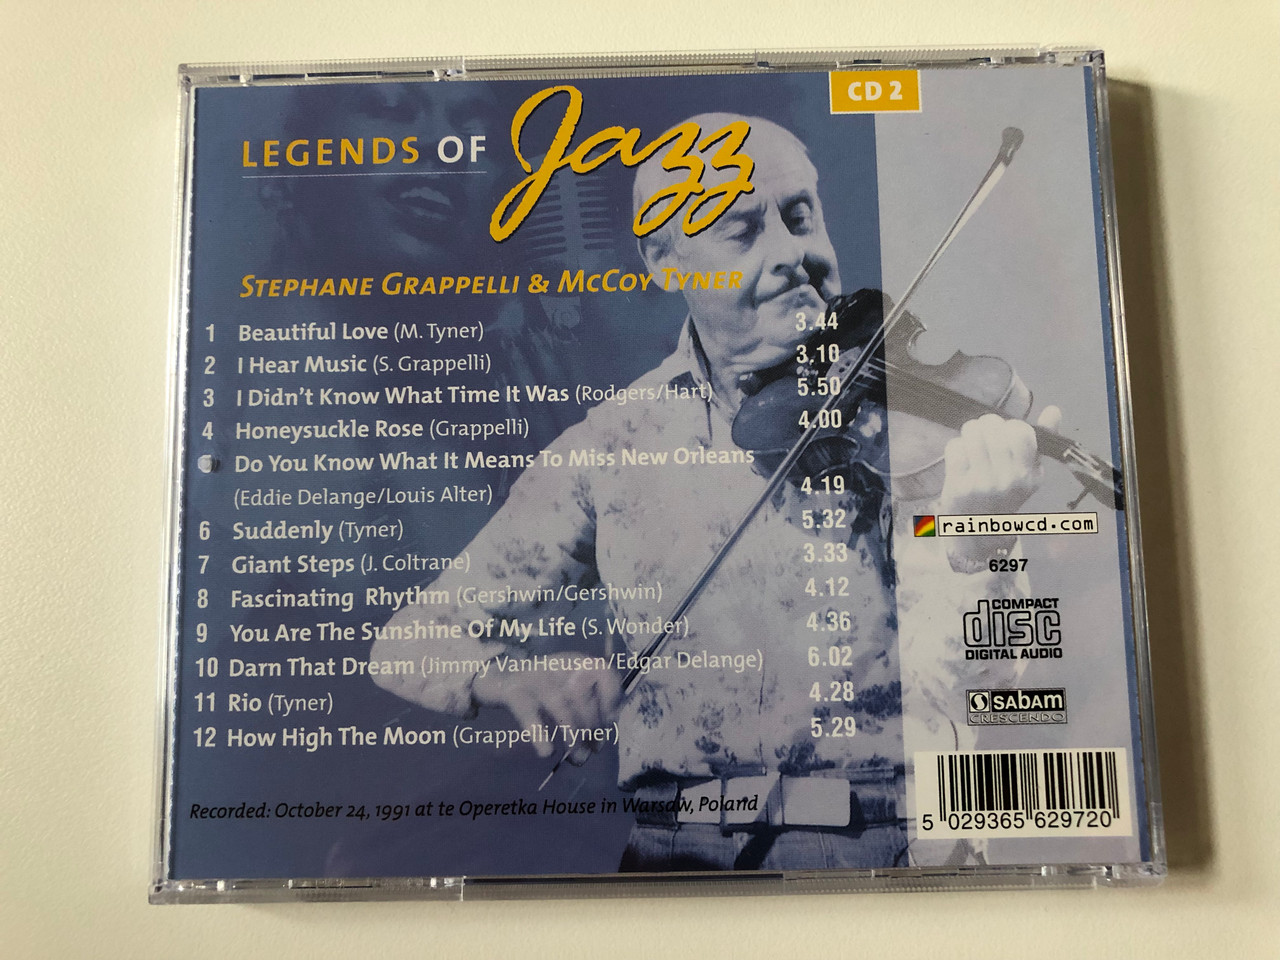 CD 2
LEGENDS OF Jazz
STEPHANE GRAPPELLI & MCCOY TYNER
1 Beautiful Love (M. Tyner) 3.44
2 I Hear Music (S. Grappelli) 3.10
3 I Didn't Know What Time It Was (Rodgers/Hart) 5.50
4 Honeysuckle Rose (Grappelli) 4.00
Do You Know What It Means To Miss New Orleans
(Eddie Delange/Louis Alter) 4.19
6 Suddenly (Tyner) 5.32
7 Giant Steps (J. Coltrane) 3.33
8 Fascinating Rhythm (Gershwin/Gershwin) 4.12
9 You Are The Sunshine Of My Life (S. Wonder) 4.36
10 Darn That Dream (Jimmy VanHeusen/Edgar Delange) 6.02
11 Rio (Tyner) 4.28
12 How High The Moon (Grappelli/Tyner) 5.29
Recorded: October 24, 1991 at te Operetka House in Warsaw, Poland
rainbowcd.com
6297
COMPACT
disc
DIGITAL AUDIO
sabam
CRESCENDO
5 029365 629720